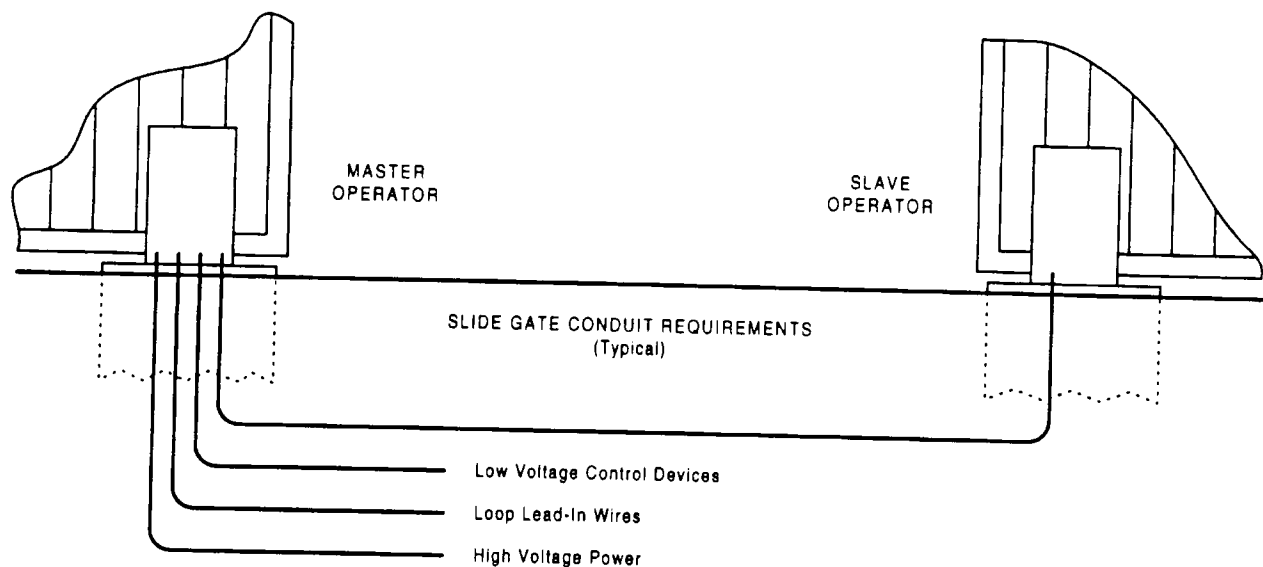 MASTER
OPERATOR
SLAVE
OPERATOR
SLIDE GATE CONDUIT REQUIREMENTS
(Typical)
Low Voltage Control Devices
Loop Lead-In Wires
High Voltage Power